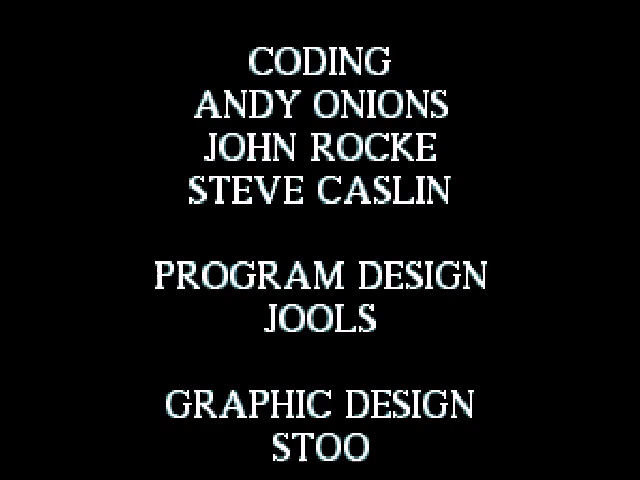 CODING
ANDY ONIONS
JOHN ROCKE
STEVE CASLIN
PROGRAM DESIGN
JOOLS
GRAPHIC DESIGN
STOO